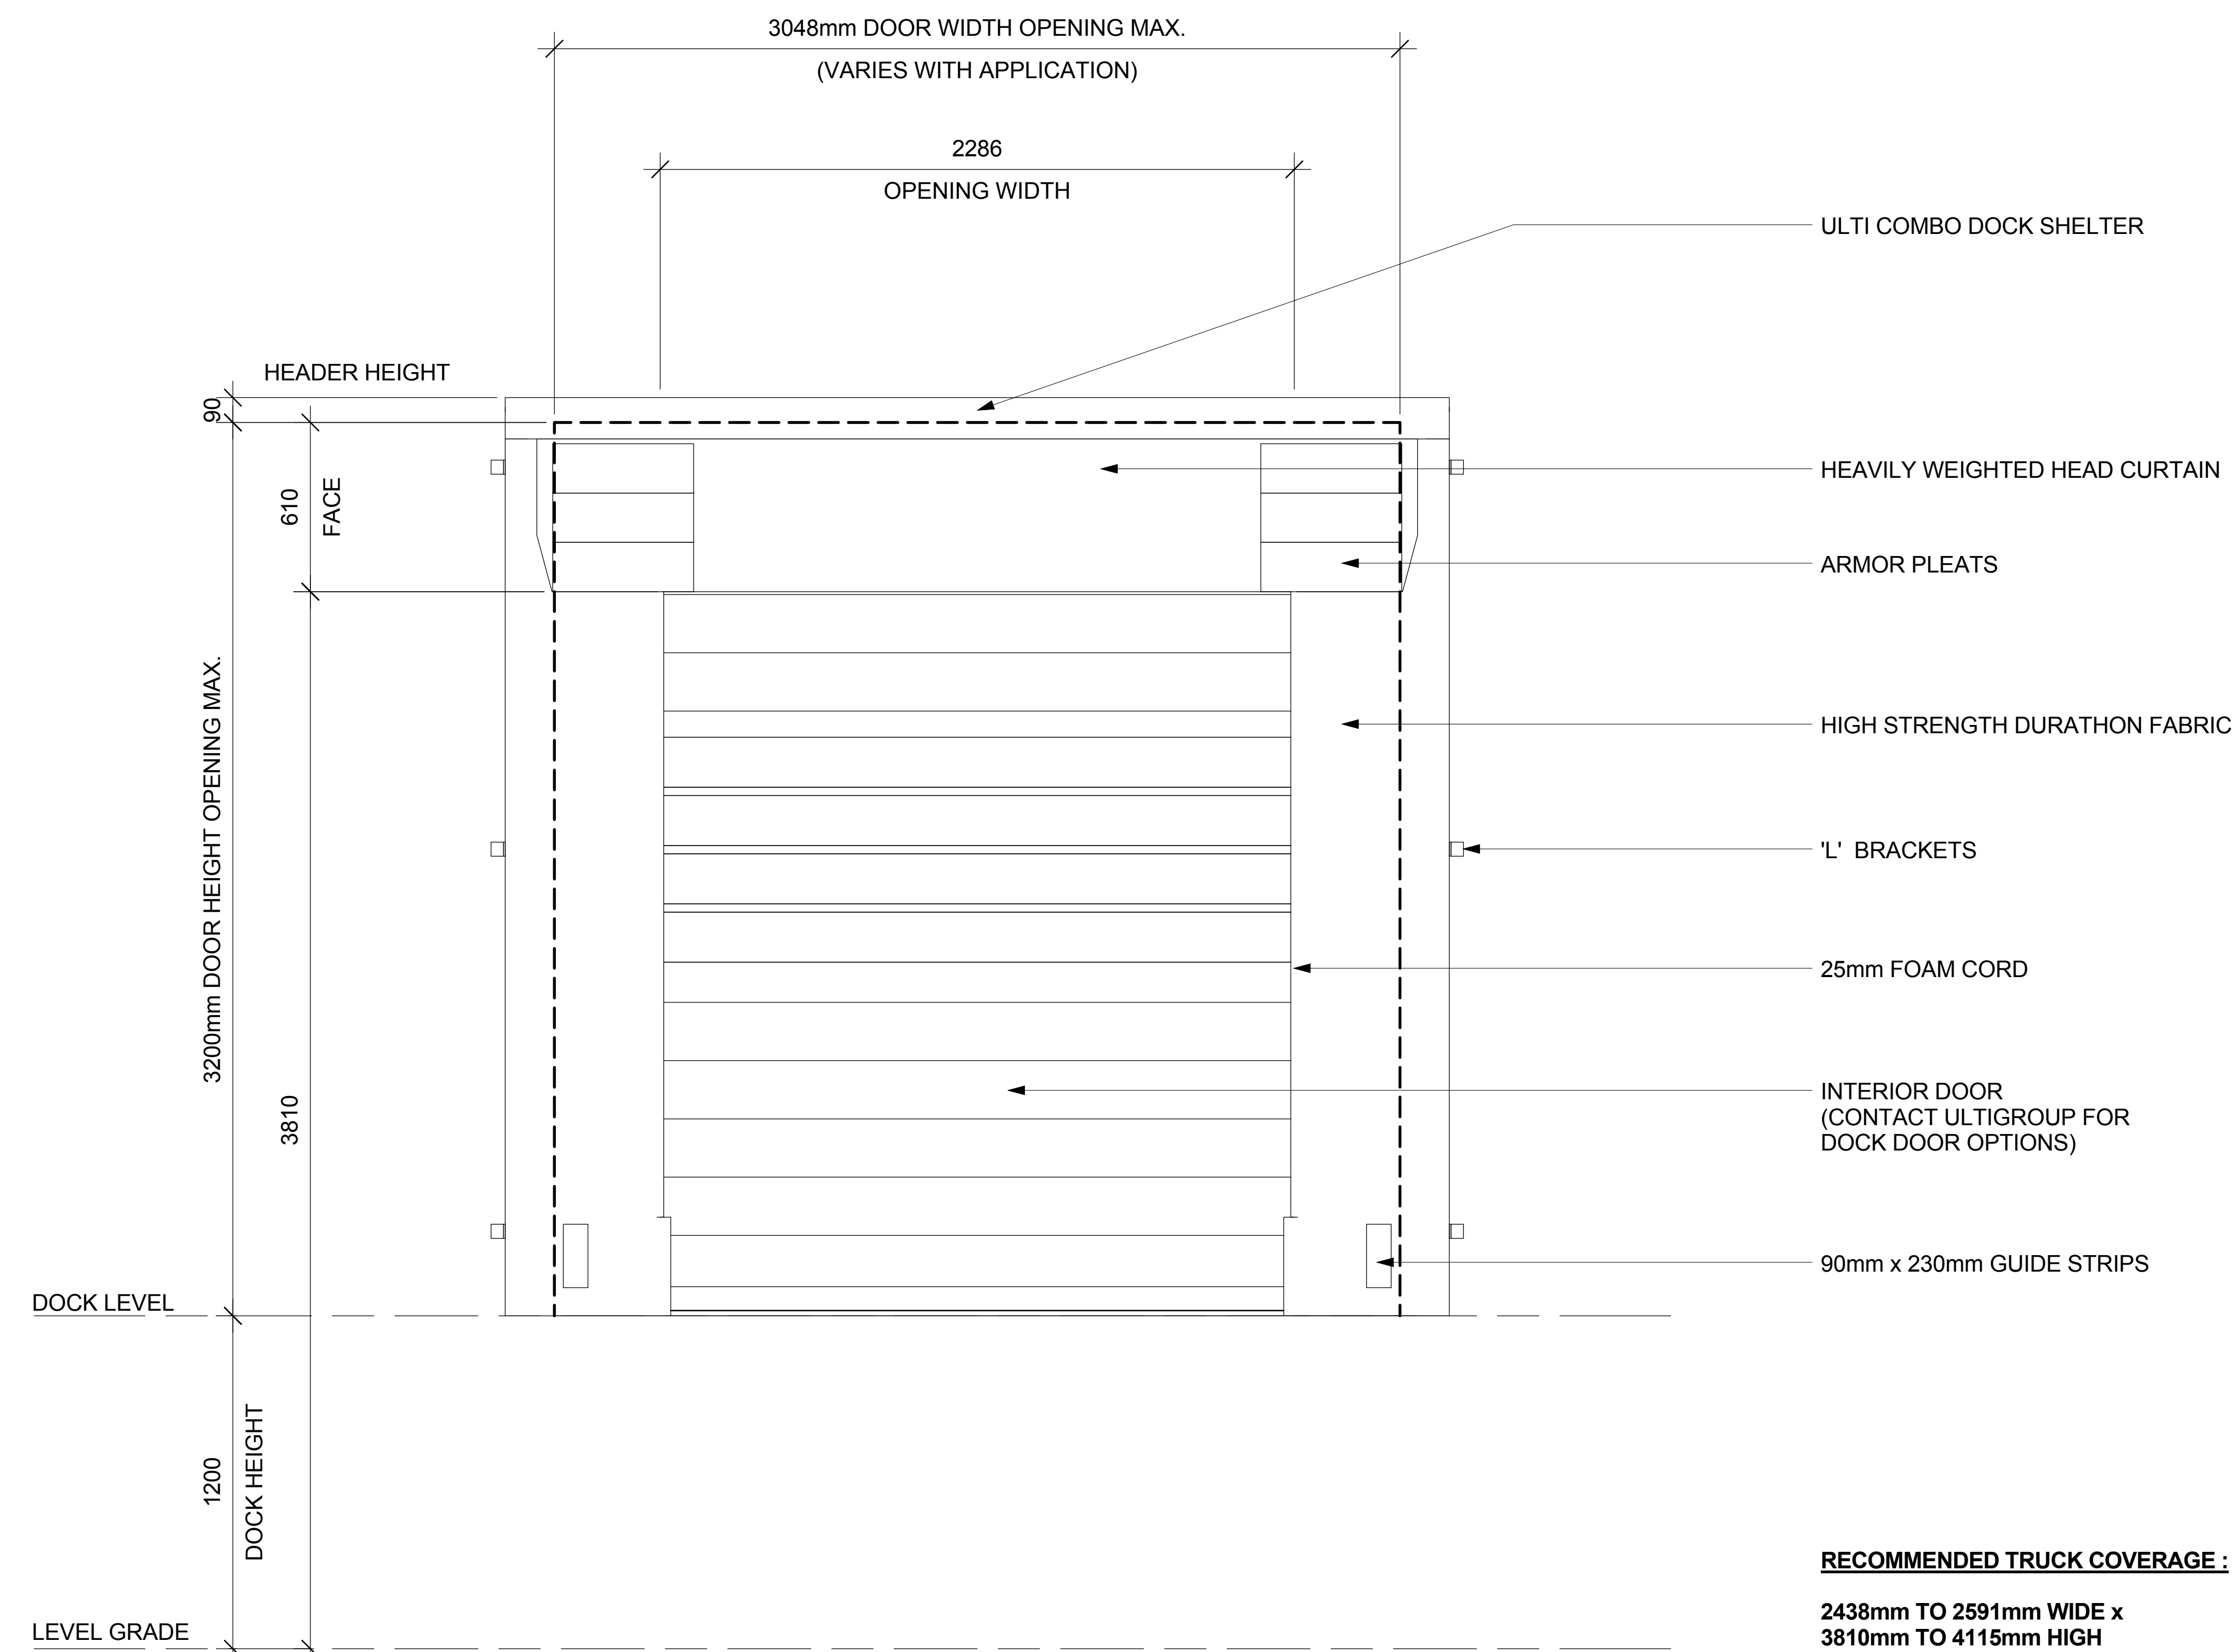 3048mm DOOR WIDTH OPENING MAX.
(VARIES WITH APPLICATION)
2286
OPENING WIDTH
ULTI COMBO DOCK SHELTER
HEADER HEIGHT
90
HEAVILY WEIGHTED HEAD CURTAIN
610
FACE
ARMOR PLEATS
3200mm DOOR HEIGHT OPENING MAX.
HIGH STRENGTH DURATHON FABRIC
'L' BRACKETS
25mm FOAM CORD
3810
INTERIOR DOOR
(CONTACT ULTIGROUP FOR
DOCK DOOR OPTIONS)
90mm x 230mm GUIDE STRIPS
DOCK LEVEL
1200
DOCK HEIGHT
LEVEL GRADE
RECOMMENDED TRUCK COVERAGE :
2438mm TO 2591mm WIDE x
3810mm TO 4115mm HIGH